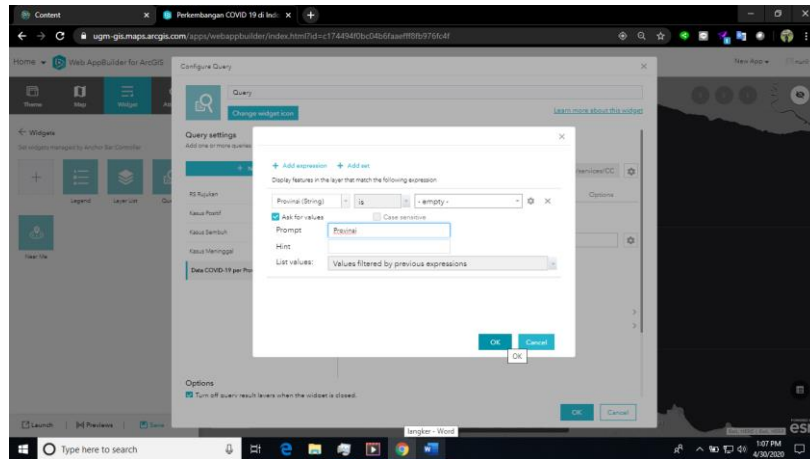 Content
Perkembangan COVID 19 di Indo
ugm-gis.maps.arcgis.com/apps/webappbuilder/index.html?id=c174494f0bc04b6faaeffff8fb976fc4f
Home
Web AppBuilder for ArcGIS
New App
Theme
Map
Widget
Widgets
Set widgets managed by Anchor Bar Controller
Legend
Layer List
Near Me
Launch
Previews
Save
Configure Query
Query
Change widget icon
Learn more about this widget
Query settings
Add one or more queries
RS Rujukan
Kasus Positif
Kasus Sembuh
Kasus Meninggal
Data COVID-19 per Prov
services/CC
Options
Add expression
Add set
Display features in the layer that match the following expression
Provinsi (String)
is
- empty -
Ask for values
Case sensitive
Prompt
Provinsi
Hint
List values:
Values filtered by previous expressions
OK
Cancel
OK
Options
Turn off query result layers when the widget is closed.
OK
Cancel
langker - Word
esri
Type here to search
1:07 PM
4/30/2020